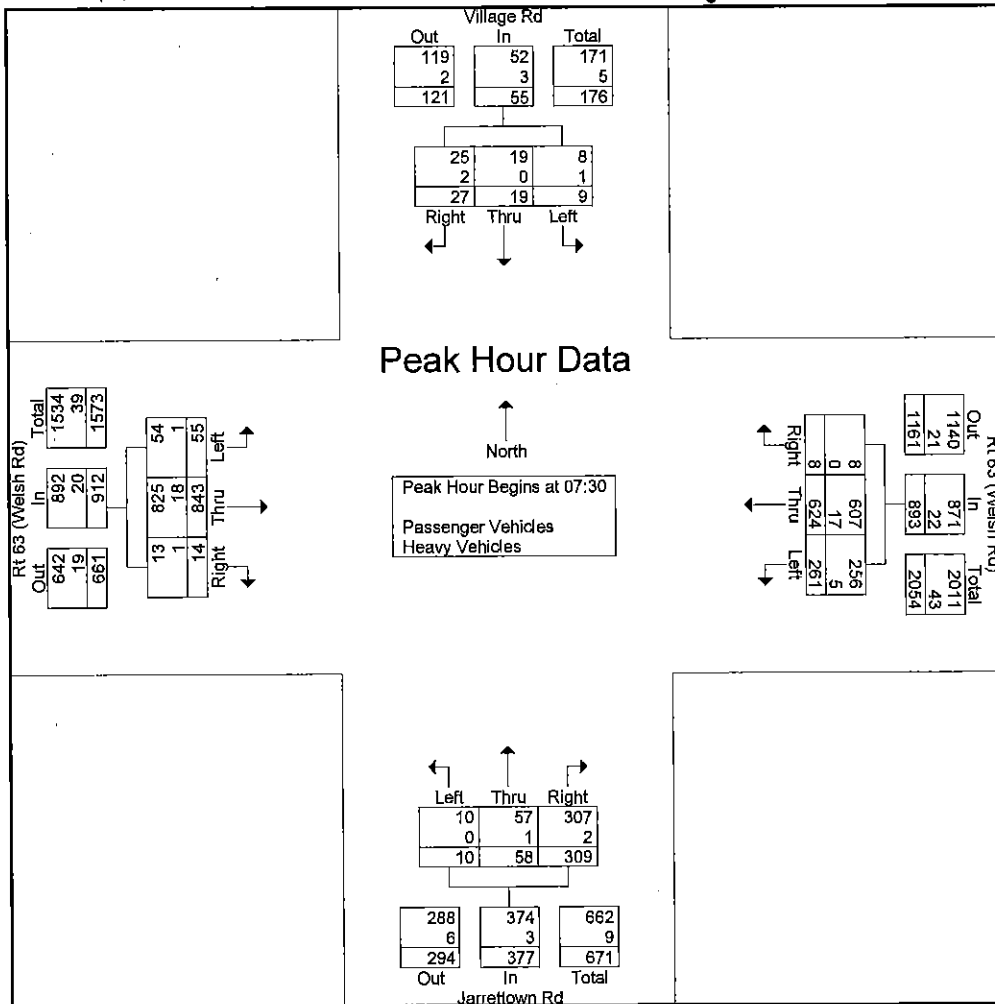 Village Rd
Out In Total
119 52 171
2 3 5
121 55 176
25 19 8
2 0 1
27 19 9
Right Thru Left
Peak Hour Data
North
Peak Hour Begins at 07:30
Passenger Vehicles
Heavy Vehicles
Rt 63 (Welsh Rd)
Out In Total
642 892 1534
19 20 39
661 912 1573
Left Thru Right
54 825 13
1 18 1
55 843 14
Rt 63 (Welsh Rd)
Out In Total
1140 871 2011
21 22 43
1161 893 2054
Right Thru Left
8 607 256
0 17 5
8 624 261
Left Thru Right
10 57 307
0 1 2
10 58 309
288 374 662
6 3 9
294 377 671
Out In Total
Jarrettown Rd